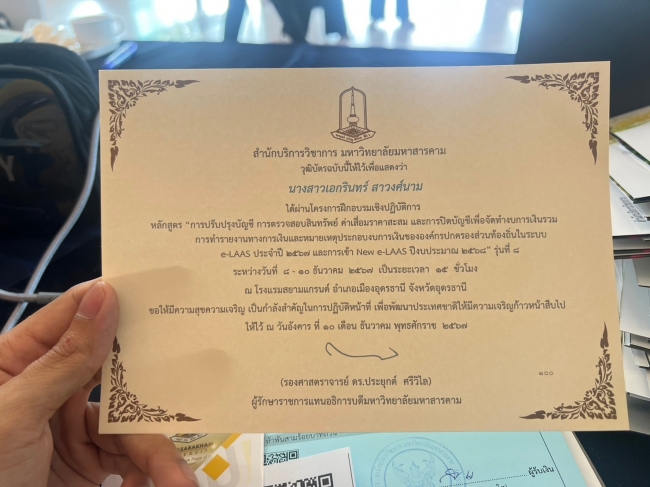 สำนักบริการวิชาการ มหาวิทยาลัยมหาสารคาม
วุฒิบัตรฉบับนี้ให้ไว้เพื่อแสดงว่า
นางสาวเอกรินทร์ สาวงศ์นาม
ได้ผ่านโครงการฝึกอบรมเชิงปฏิบัติการ
หลักสูตร "การปรับปรุงบัญชี การตรวจสอบสินทรัพย์ ค่าเสื่อมราคาสะสม และการปิดบัญชีเพื่อจัดทำงบการเงินรวม
การทำรายงานทางการเงินและหมายเหตุประกอบงบการเงินขององค์กรปกครองส่วนท้องถิ่นในระบบ
e-LAAS ประจำปี ๒๕๖๗ และการเข้า New e-LAAS ปีงบประมาณ ๒๕๖๘" รุ่นที่ ๘
ระหว่างวันที่ ๘ - ๑๐ ธันวาคม ๒๕๖๗ เป็นระยะเวลา ๑๕ ชั่วโมง
ณ โรงแรมสยามแกรนด์ อำเภอเมืองอุดรธานี จังหวัดอุดรธานี
ขอให้มีความสุขความเจริญ เป็นกำลังสำคัญในการปฏิบัติหน้าที่ เพื่อพัฒนาประเทศชาติให้มีความเจริญก้าวหน้าสืบไป
ให้ไว้ ณ วันอังคาร ที่ ๑๐ เดือน ธันวาคม พุทธศักราช ๒๕๖๗
๑๐๐
(รองศาสตราจารย์ ดร.ประยุกต์ ศรีวิไล)
ผู้รักษาราชการแทนอธิการบดีมหาวิทยาลัยมหาสารคาม
ผู้รับเงิน